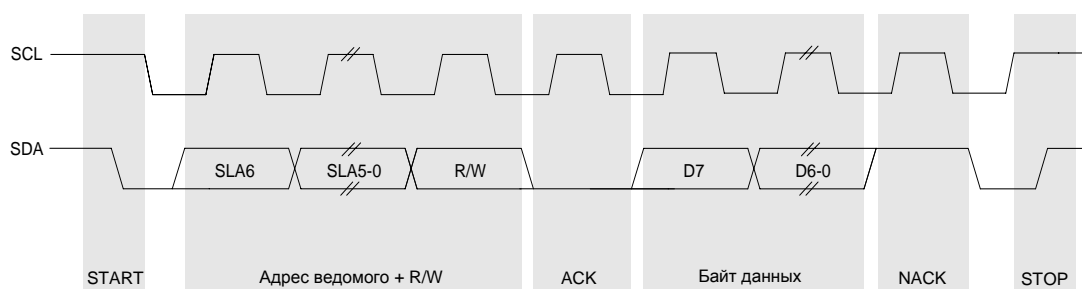 SCL
SDA
SLA6 SLA5-0 R/W D7 D6-0
START Адрес ведомого + R/W ACK Байт данных NACK STOP